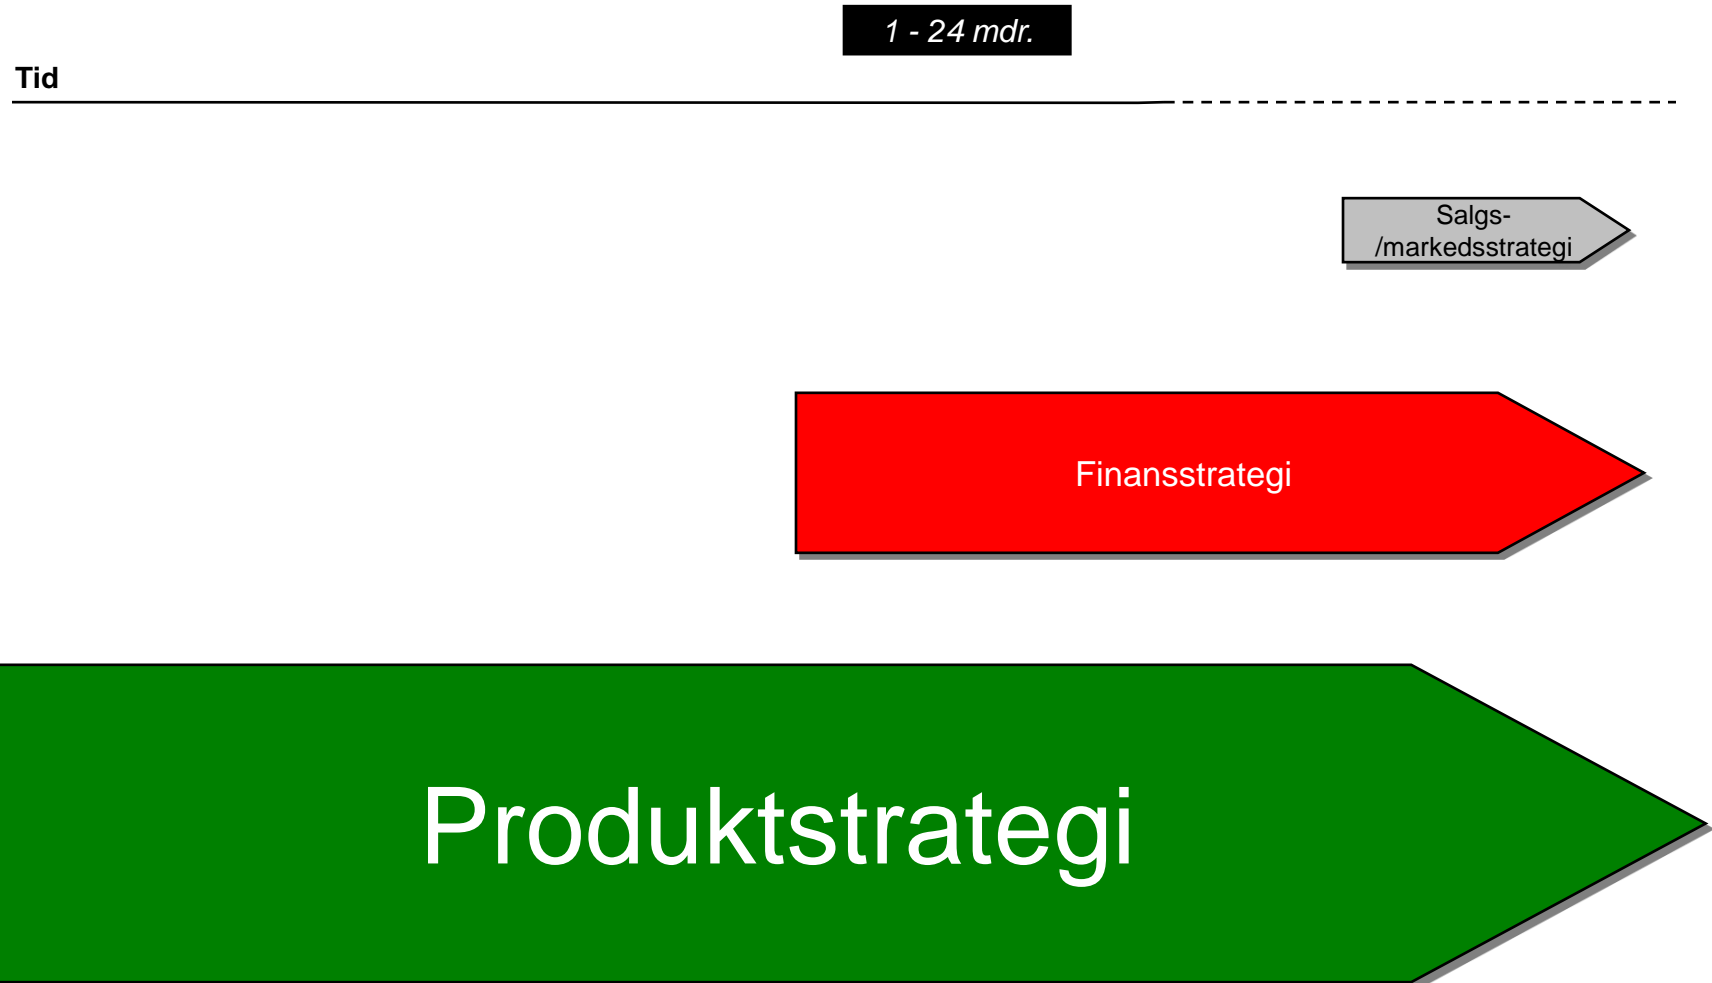 1 - 24 mdr.
Tid
Salgs-
/markedsstrategi
Finansstrategi
Produktstrategi